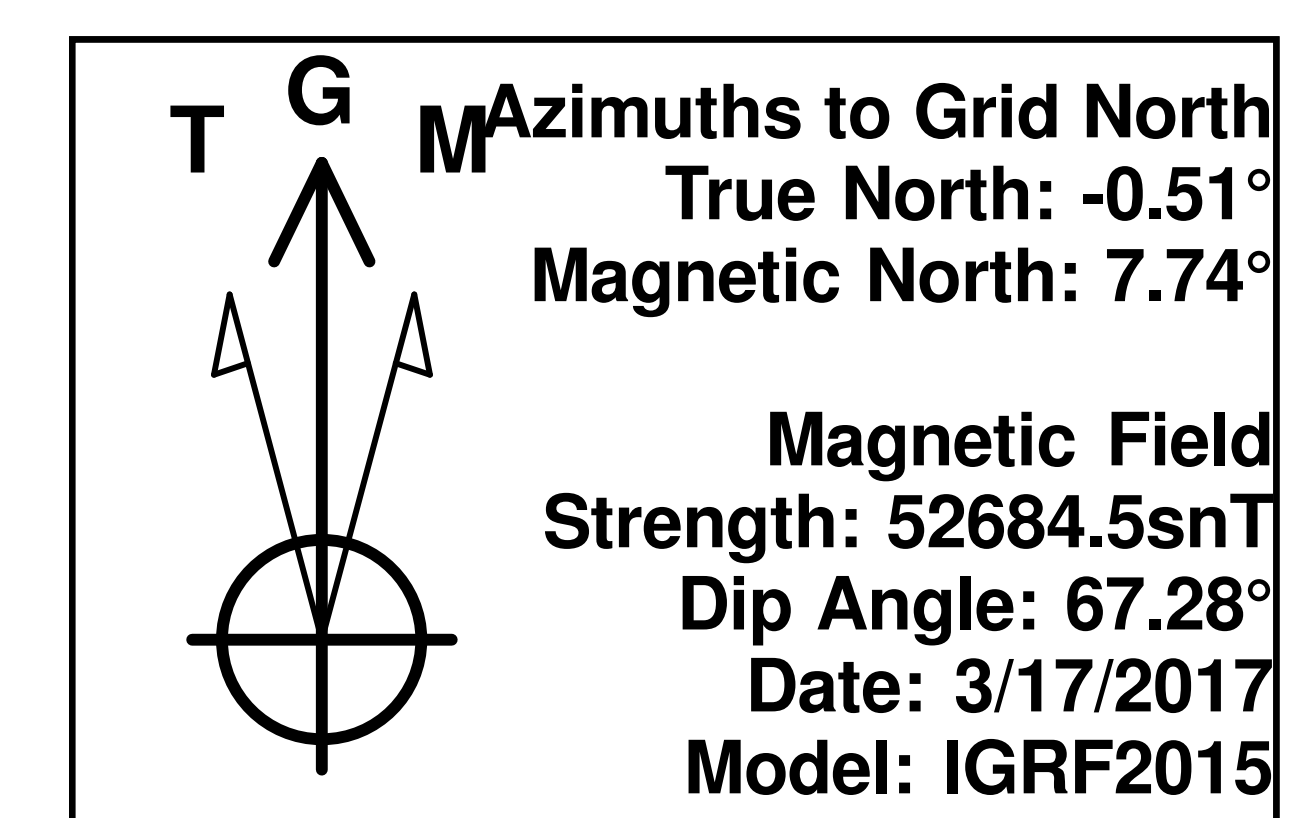 T G M
Azimuths to Grid North
True North: -0.51°
Magnetic North: 7.74°
Magnetic Field
Strength: 52684.5snT
Dip Angle: 67.28°
Date: 3/17/2017
Model: IGRF2015